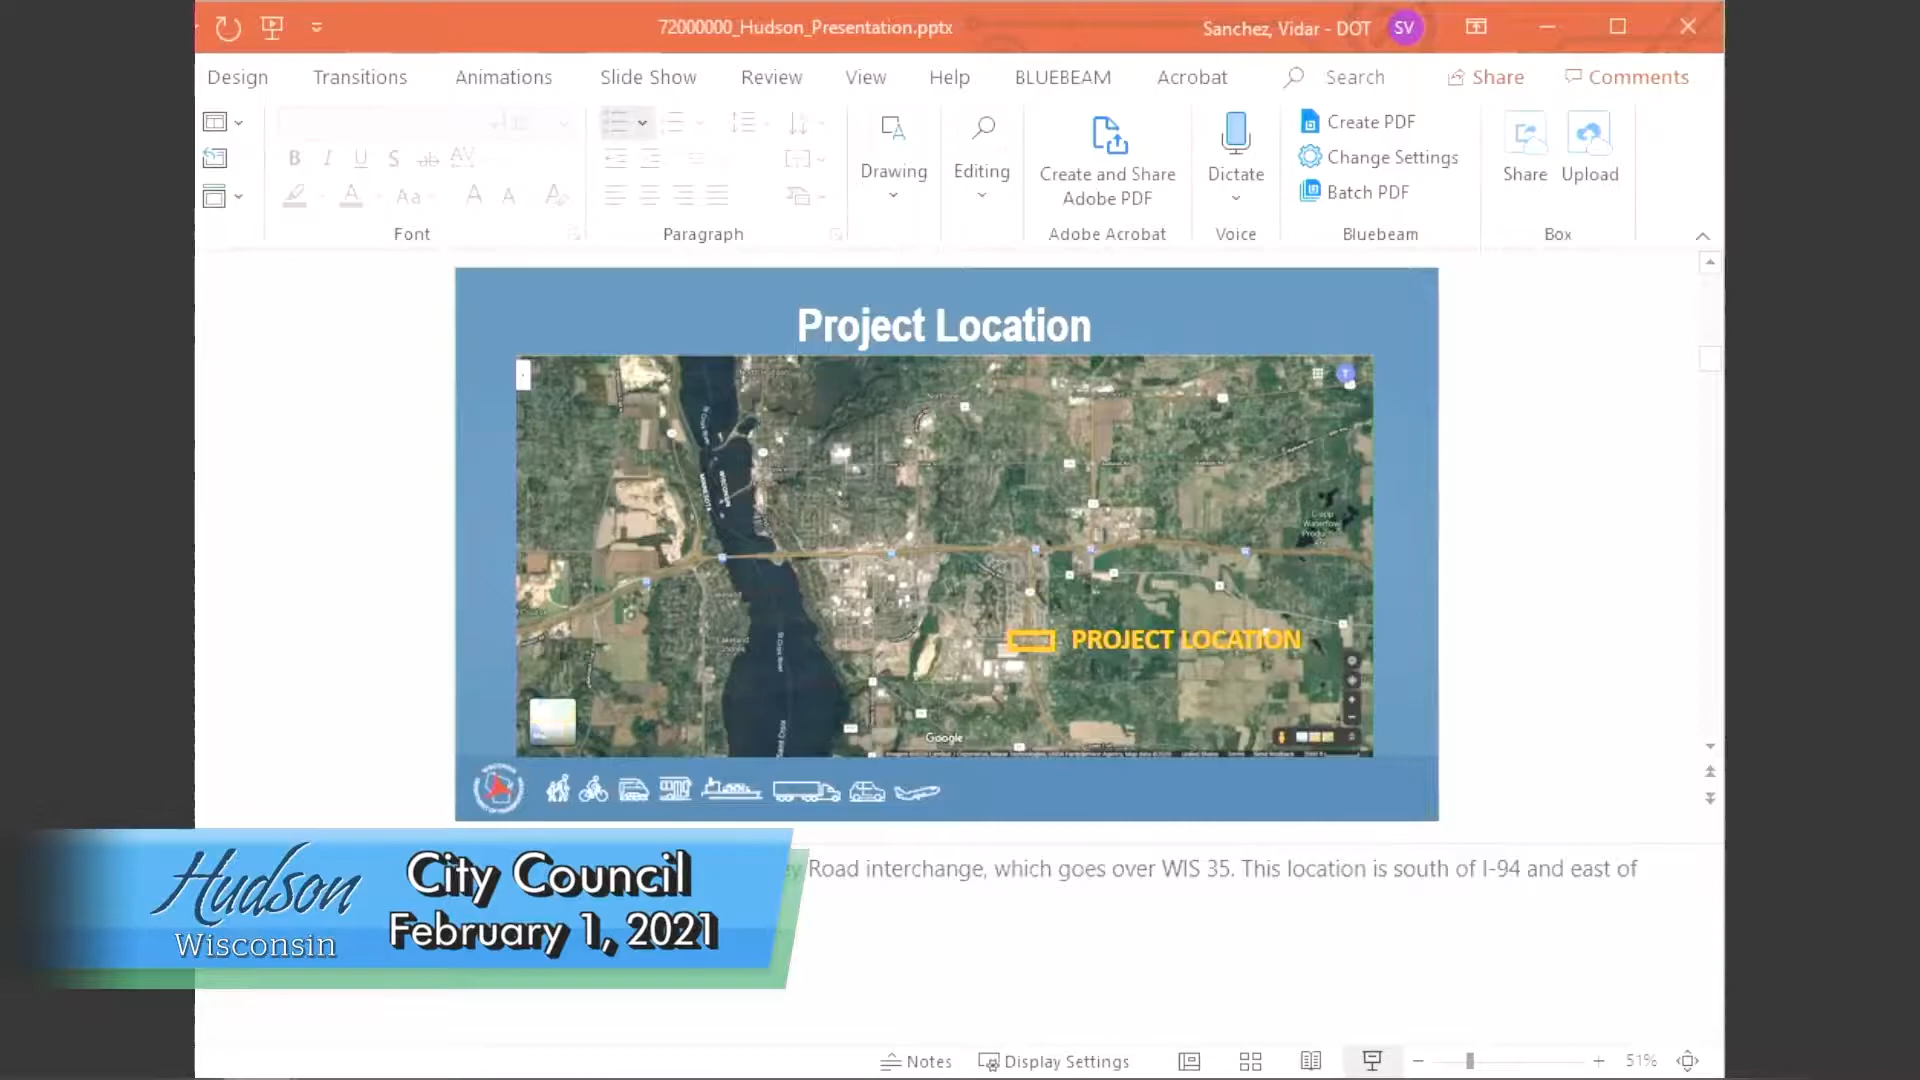 72000000_Hudson_Presentation.pptx
Sanchez, Vidar - DOT
SV
Design Transitions Animations Slide Show Review View Help BLUEBEAM Acrobat Search Share Comments
Drawing
Editing
Create and Share
Adobe PDF
Dictate
Create PDF
Change Settings
Batch PDF
Share
Upload
Font
Paragraph
Adobe Acrobat
Voice
Bluebeam
Box
Project Location
WISCONSIN
MINNESOTA
Lakeland
PROJECT LOCATION
Google
Road interchange, which goes over WIS 35. This location is south of I-94 and east of
Hudson
Wisconsin
City Council
February 1, 2021
Notes
Display Settings
51%